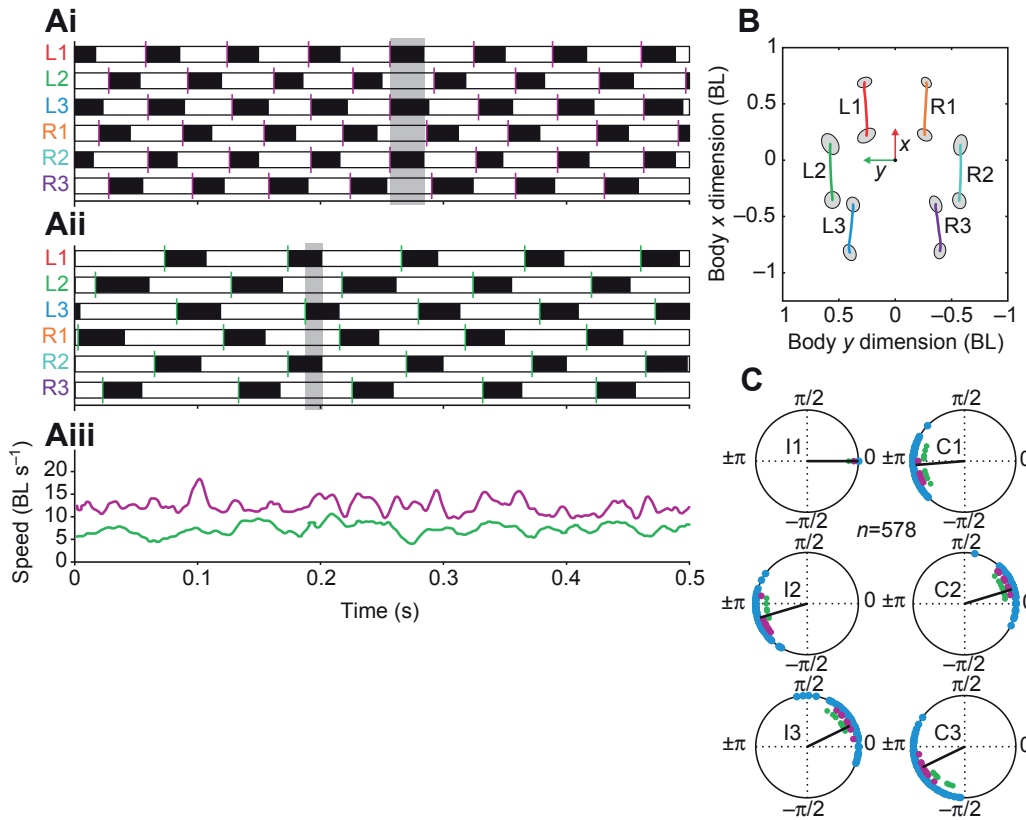 Ai
L1
L2
L3
R1
R2
R3
Aii
L1
L2
L3
R1
R2
R3
Aiii
Speed (BL s⁻¹)
20
15
10
5
0
0 0.1 0.2 0.3 0.4 0.5
Time (s)
B
Body x dimension (BL)
1
0.5
0
−0.5
−1
L1 R1
x
y
L2 R2
L3 R3
1 0.5 0 −0.5 −1
Body y dimension (BL)
C
π/2 π/2
±π I1 0 ±π C1 0
−π/2 −π/2
n=578
π/2 π/2
±π I2 0 ±π C2 0
−π/2 −π/2
π/2 π/2
±π I3 0 ±π C3 0
−π/2 −π/2